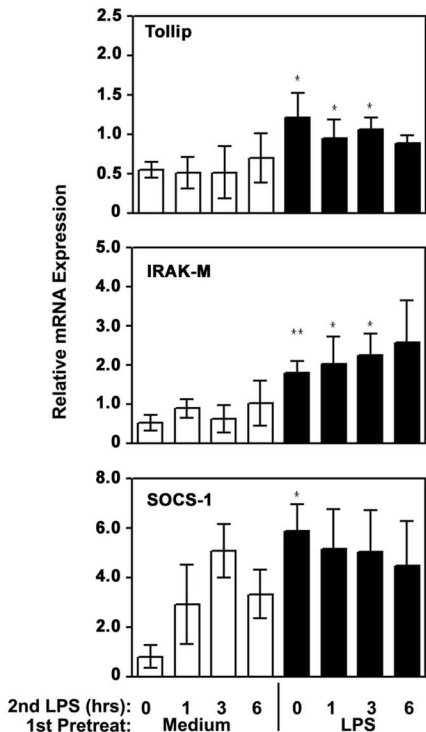 Tollip
2.5
2.0
* * *
1.5
1.0
0.5
0
Relative mRNA Expression
IRAK-M
5.0
4.0
3.0
** * *
2.0
1.0
0
SOCS-1
8.0
*
6.0
4.0
2.0
0
2nd LPS (hrs): 0 1 3 6 0 1 3 6
1st Pretreat: Medium LPS